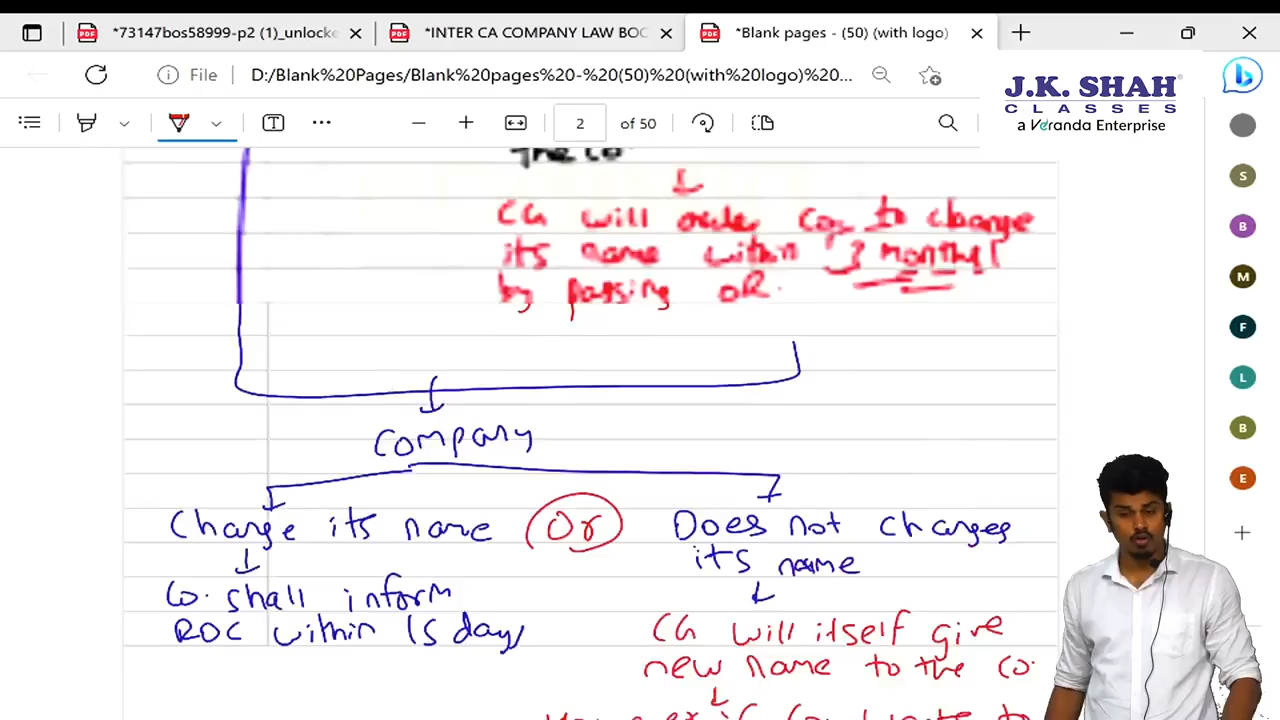 *73147bos58999-p2 (1)_unlocke
*INTER CA COMPANY LAW BOC
*Blank pages - (50) (with logo)
File
D:/Blank%20Pages/Blank%20pages%20-%20(50)%20(with%20logo)%20...
J.K. SHAH
CLASSES
a Veranda Enterprise
2 of 50
The Co
CG will order Coy to change
its name within 3 months
by passing OR.
Company
Change its name Or Does not changes
its name
Co. shall inform
ROC within 15 days
CG will itself give
new name to the Co.
S
B
M
F
L
B
E